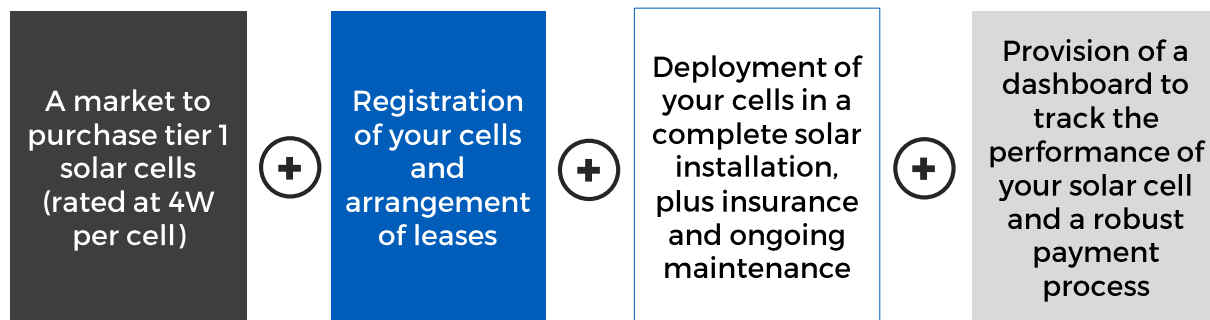 A market to
purchase tier 1
solar cells
(rated at 4W
per cell)
Registration
of your cells
and
arrangement
of leases
Deployment of
your cells in a
complete solar
installation,
plus insurance
and ongoing
maintenance
Provision of a
dashboard to
track the
performance of
your solar cell
and a robust
payment
process